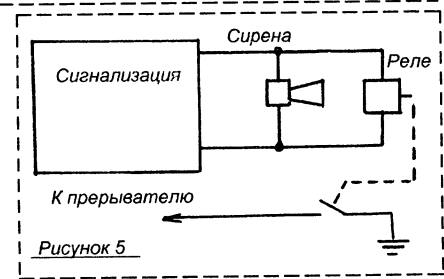 Сирена
Реле
Сигнализация
К прерывателю
Рисунок 5